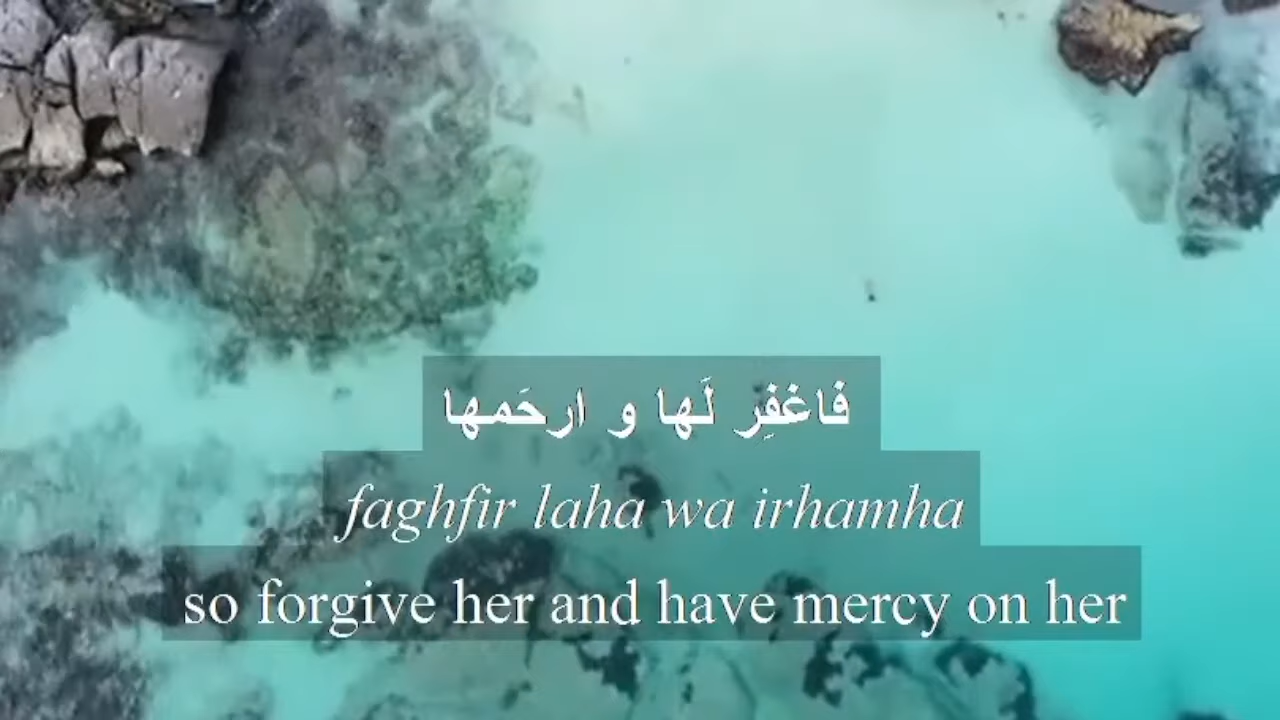 فاغفِر لَها و ارحَمها
faghfir laha wa irhamha
so forgive her and have mercy on her